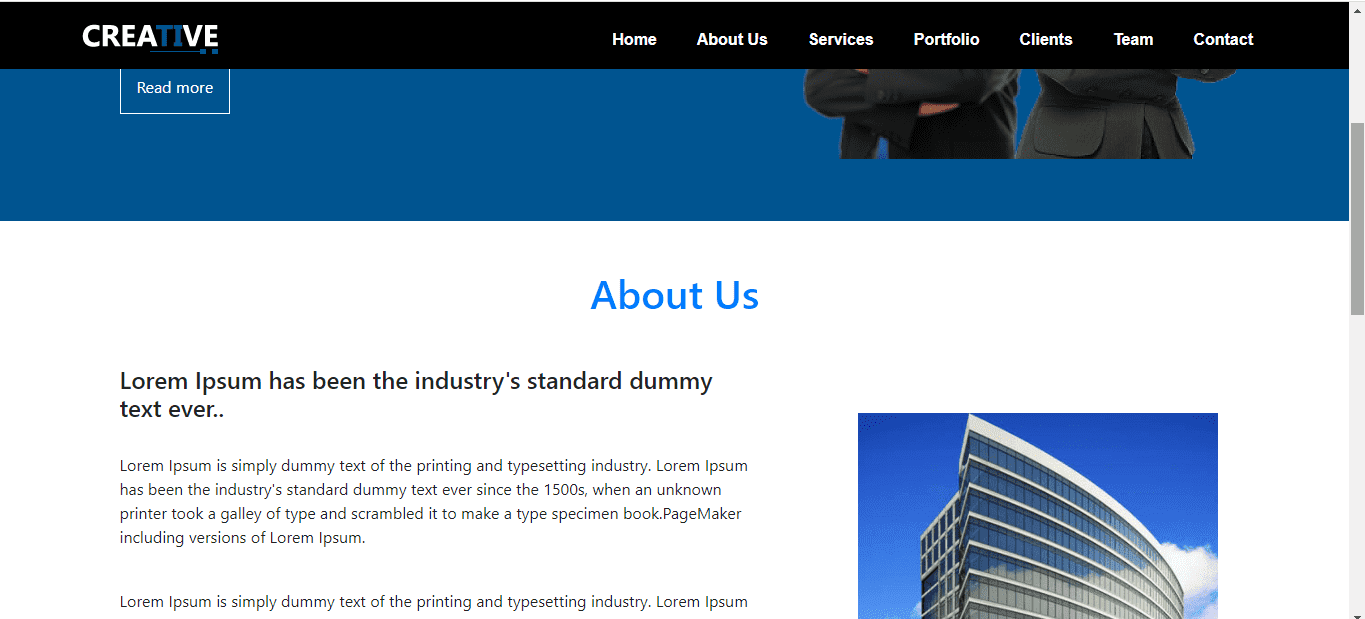 CREATIVE
Home About Us Services Portfolio Clients Team Contact
Read more
About Us
Lorem Ipsum has been the industry's standard dummy
text ever..
Lorem Ipsum is simply dummy text of the printing and typesetting industry. Lorem Ipsum
has been the industry's standard dummy text ever since the 1500s, when an unknown
printer took a galley of type and scrambled it to make a type specimen book.PageMaker
including versions of Lorem Ipsum.
Lorem Ipsum is simply dummy text of the printing and typesetting industry. Lorem Ipsum